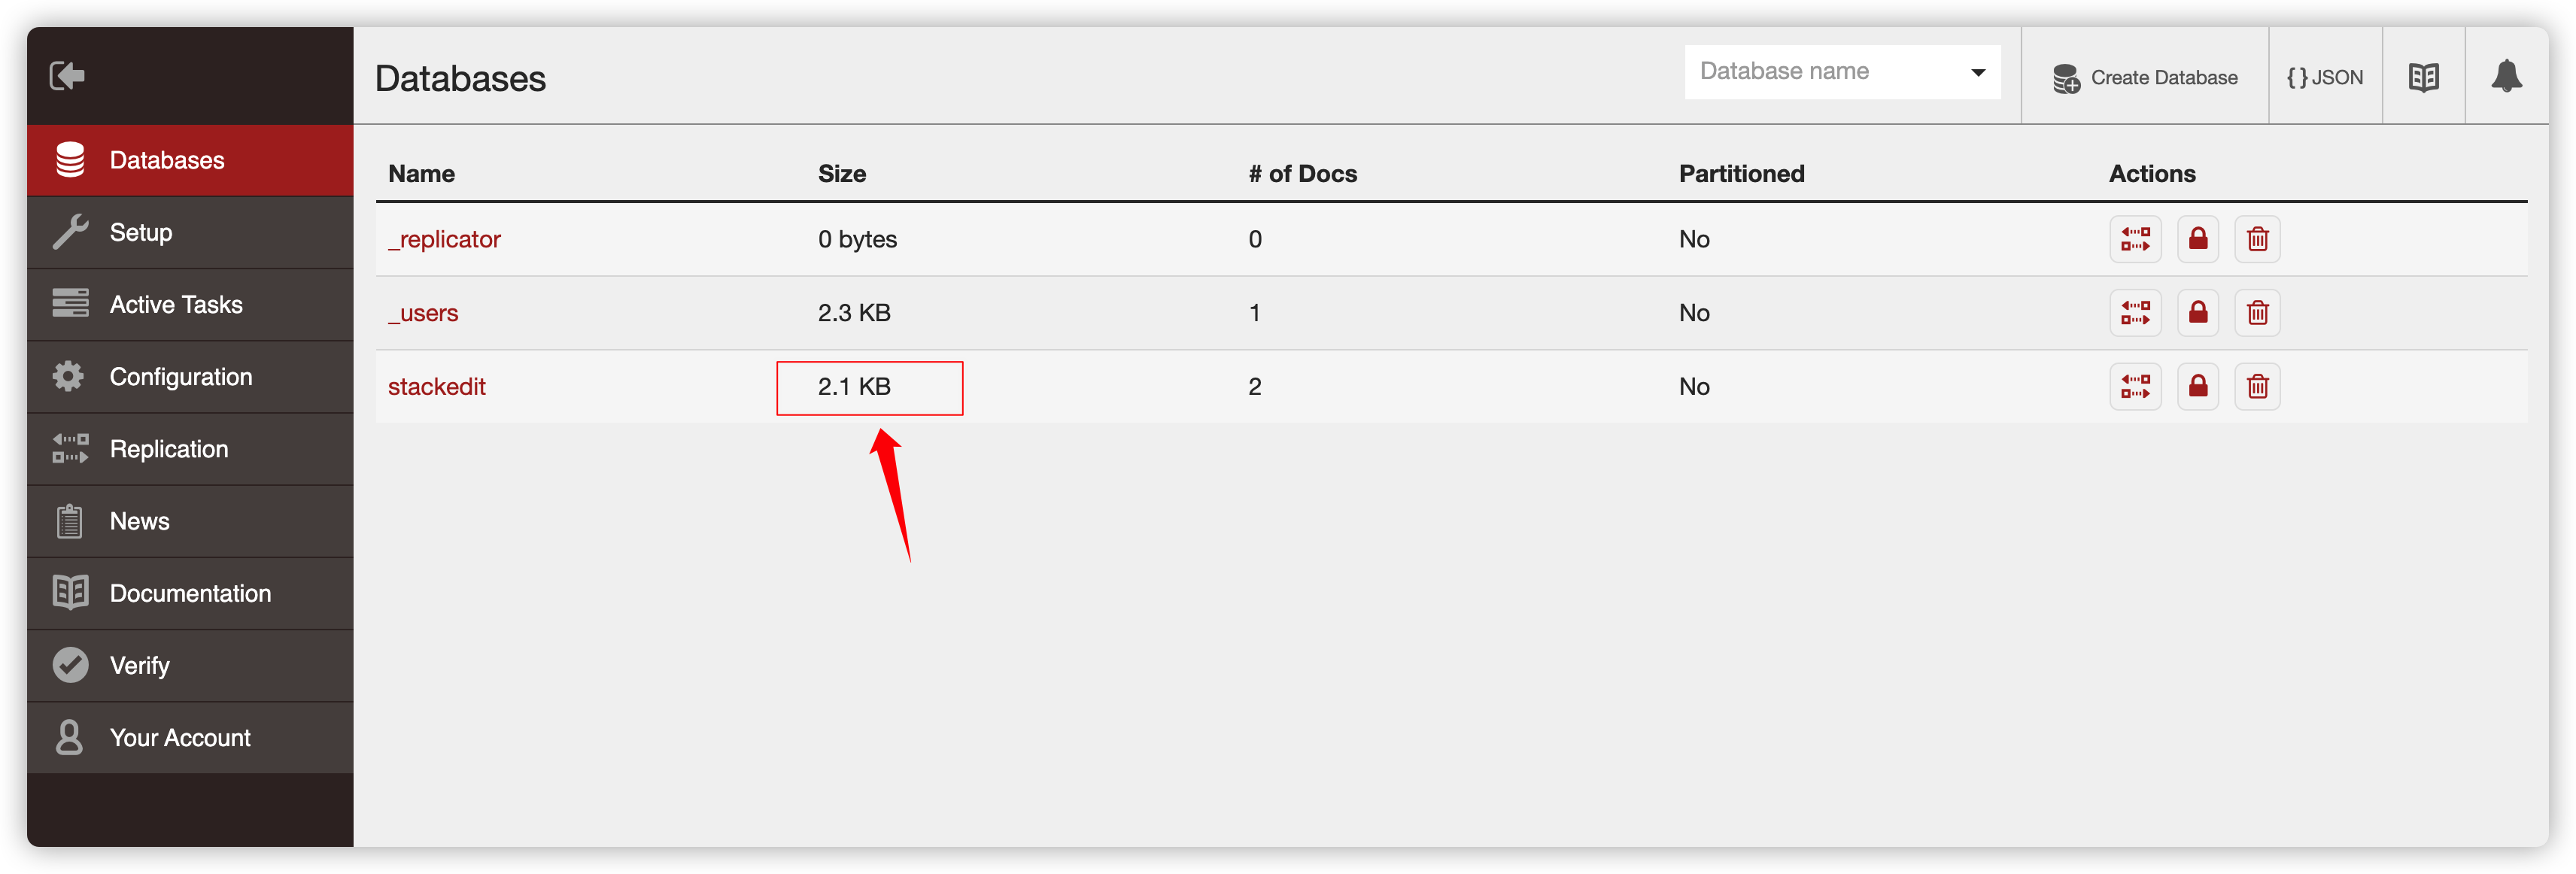 Databases
Database name
Create Database
{ } JSON
Databases
Setup
Active Tasks
Configuration
Replication
News
Documentation
Verify
Your Account
Name Size # of Docs Partitioned Actions
_replicator 0 bytes 0 No
_users 2.3 KB 1 No
stackedit 2.1 KB 2 No